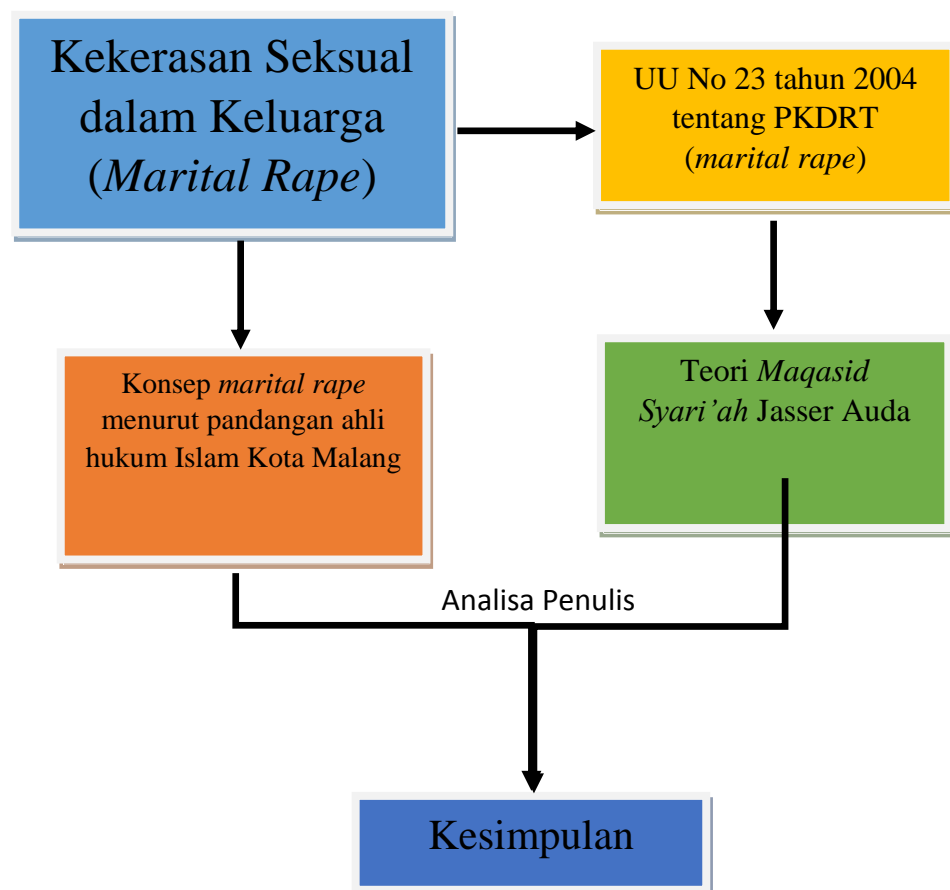 Kekerasan Seksual
dalam Keluarga
(Marital Rape)
UU No 23 tahun 2004
tentang PKDRT
(marital rape)
Konsep marital rape
menurut pandangan ahli
hukum Islam Kota Malang
Teori Maqasid
Syari’ah Jasser Auda
Analisa Penulis
Kesimpulan